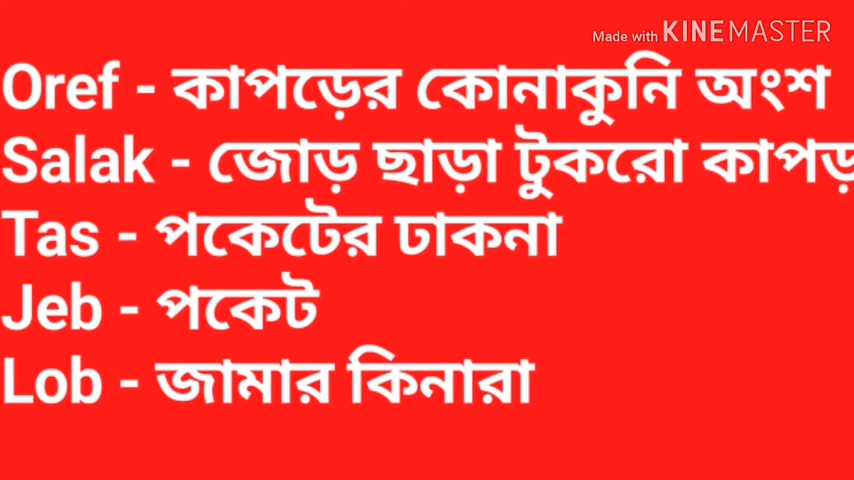 Made with KINEMASTER
Oref - কাপড়ের কোনাকুনি অংশ
Salak - জোড় ছাড়া টুকরো কাপড়
Tas - পকেটের ঢাকনা
Jeb - পকেট
Lob - জামার কিনারা